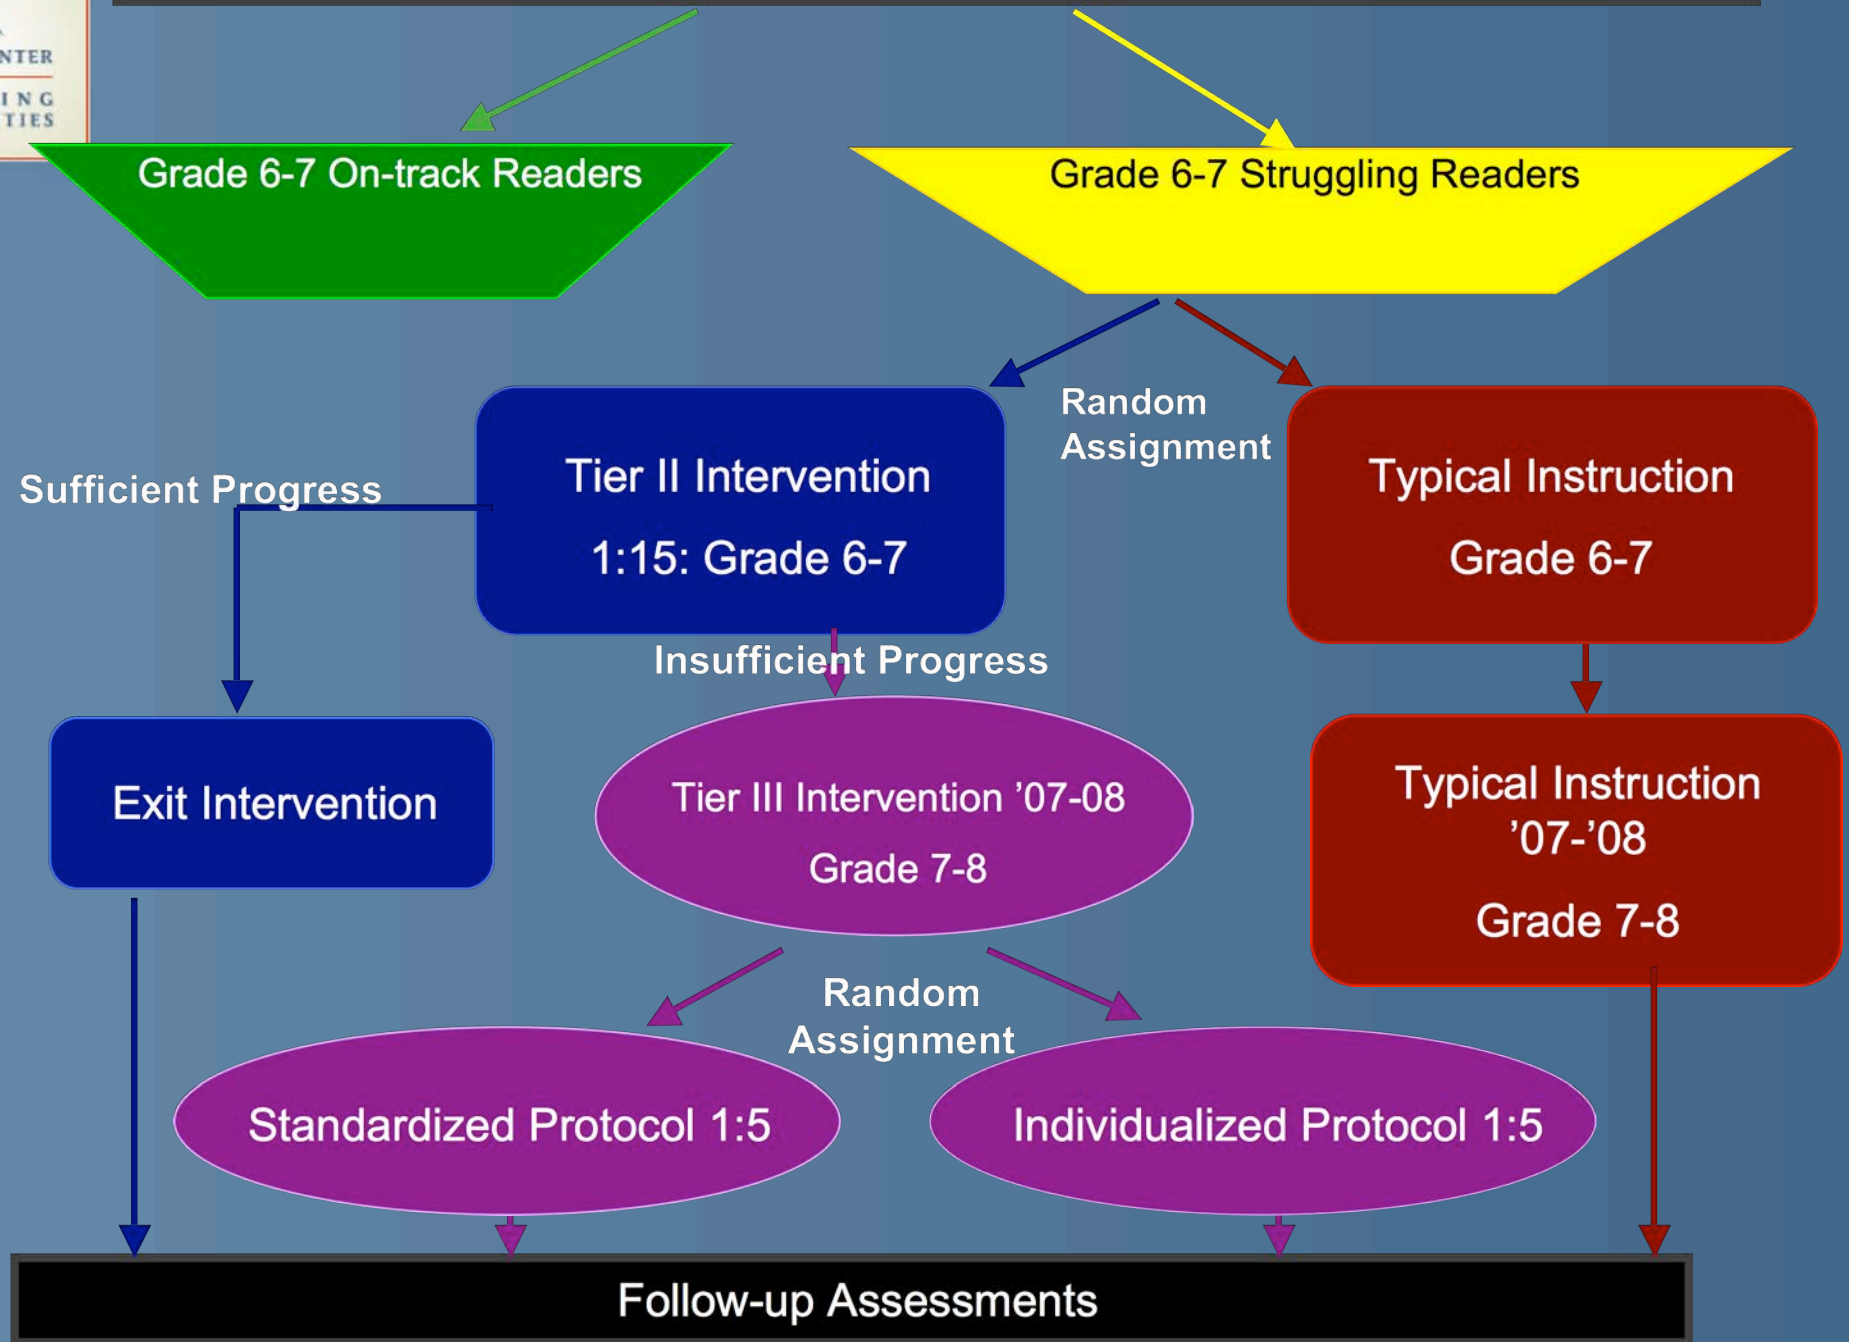 NTER
ING
TIES
Grade 6-7 On-track Readers
Grade 6-7 Struggling Readers
Random
Assignment
Sufficient Progress
Tier II Intervention
1:15: Grade 6-7
Typical Instruction
Grade 6-7
Insufficient Progress
Exit Intervention
Tier III Intervention ’07-08
Grade 7-8
Typical Instruction
’07-’08
Grade 7-8
Random
Assignment
Standardized Protocol 1:5
Individualized Protocol 1:5
Follow-up Assessments